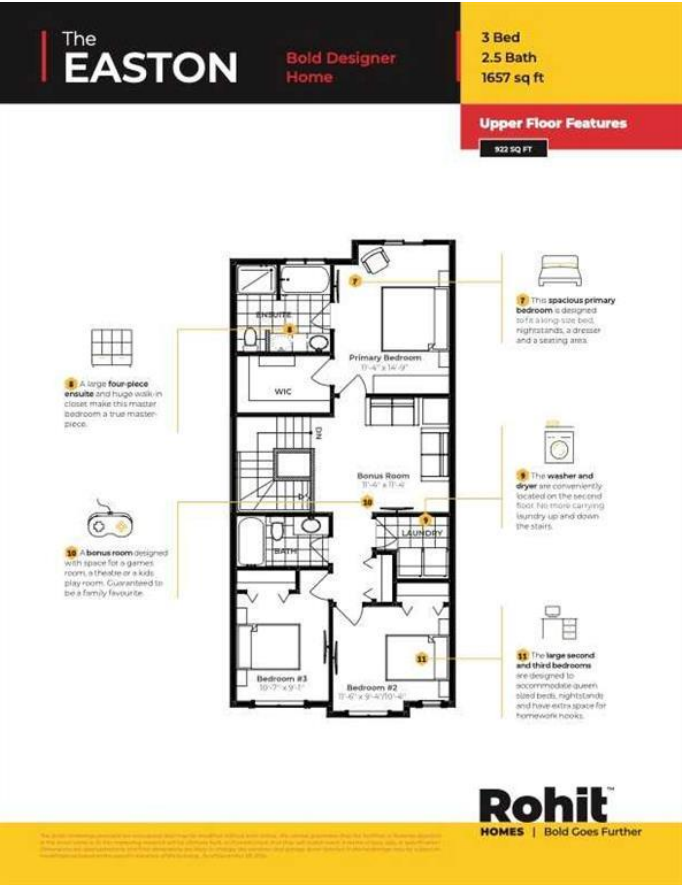 The
EASTON
Bold Designer
Home
3 Bed
2.5 Bath
1657 sq ft
Upper Floor Features
922 SQ FT
7
ENSUITE
8
Primary Bedroom
11'-4" x 14'-9"
WIC
DN
Bonus Room
11'-6" x 11'-4"
10
9
LAUNDRY
BATH
11
Bedroom #3
10'-7" x 9'-1"
Bedroom #2
11'-6" x 9'-4"/10'-4"
7 This spacious primary
bedroom is designed
to fit a king-size bed,
nightstands, a dresser
and a seating area.
8 A large four-piece
ensuite and huge walk-in
closet make this master
bedroom a true master-
piece.
9 The washer and
dryer are conveniently
located on the second
floor. No more carrying
laundry up and down
the stairs.
10 A bonus room designed
with space for a games
room, a theatre or a kids
play room. Guaranteed to
be a family favourite.
11 The large second
and third bedrooms
are designed to
accommodate queen
sized beds, nightstands
and have extra space for
homework nooks.
Rohit™
HOMES | Bold Goes Further